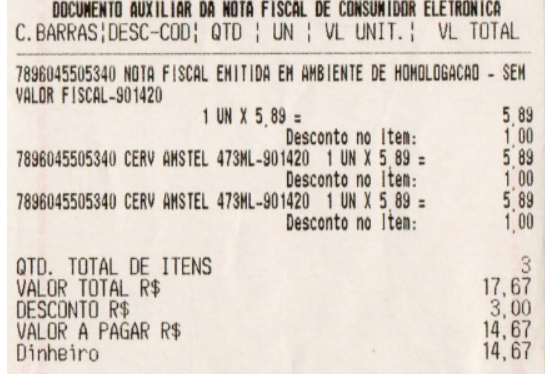 DOCUMENTO AUXILIAR DA NOTA FISCAL DE CONSUMIDOR ELETRONICA
C.BARRAS¦DESC-COD¦ QTD ¦ UN ¦ VL UNIT.¦ VL TOTAL
7896045505340 NOTA FISCAL EMITIDA EM AMBIENTE DE HOMOLOGACAO - SEM
VALOR FISCAL-901420
1 UN X 5,89 = 5,89
Desconto no Item: 1,00
7896045505340 CERV AMSTEL 473ML-901420 1 UN X 5,89 = 5,89
Desconto no Item: 1,00
7896045505340 CERV AMSTEL 473ML-901420 1 UN X 5,89 = 5,89
Desconto no Item: 1,00
QTD. TOTAL DE ITENS 3
VALOR TOTAL R$ 17,67
DESCONTO R$ 3,00
VALOR A PAGAR R$ 14,67
Dinheiro 14,67